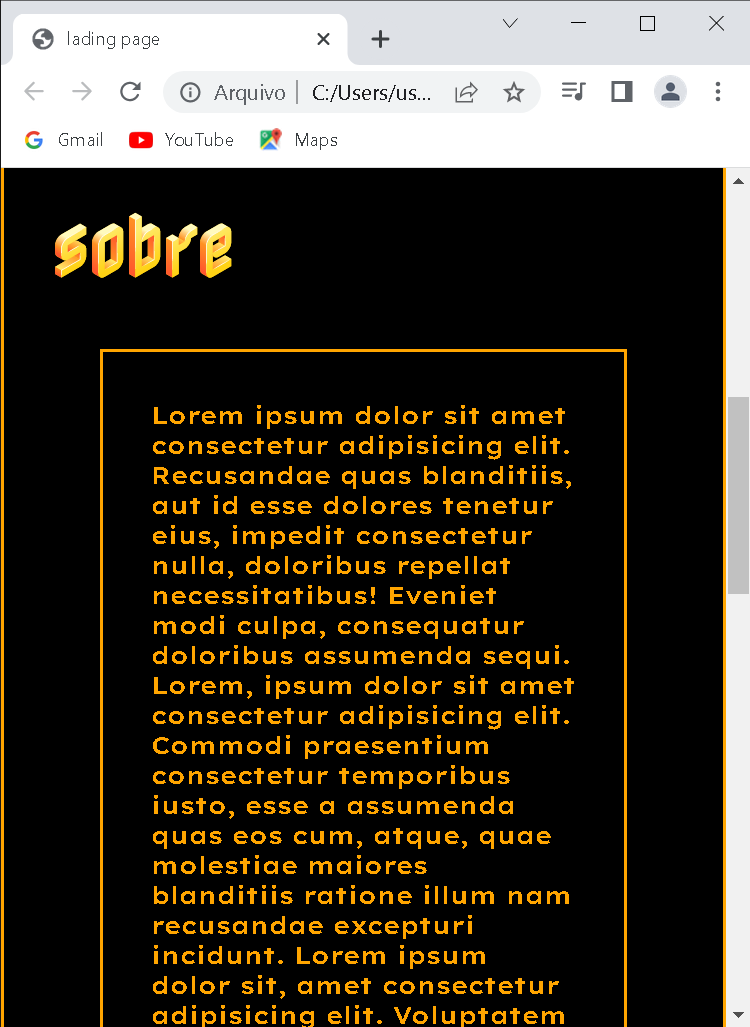 lading page
Arquivo | C:/Users/us...
Gmail YouTube Maps
sobre
Lorem ipsum dolor sit amet
consectetur adipisicing elit.
Recusandae quas blanditiis,
aut id esse dolores tenetur
eius, impedit consectetur
nulla, doloribus repellat
necessitatibus! Eveniet
modi culpa, consequatur
doloribus assumenda sequi.
Lorem, ipsum dolor sit amet
consectetur adipisicing elit.
Commodi praesentium
consectetur temporibus
iusto, esse a assumenda
quas eos cum, atque, quae
molestiae maiores
blanditiis ratione illum nam
recusandae excepturi
incidunt. Lorem ipsum
dolor sit, amet consectetur
adipisicing elit. Voluptatem